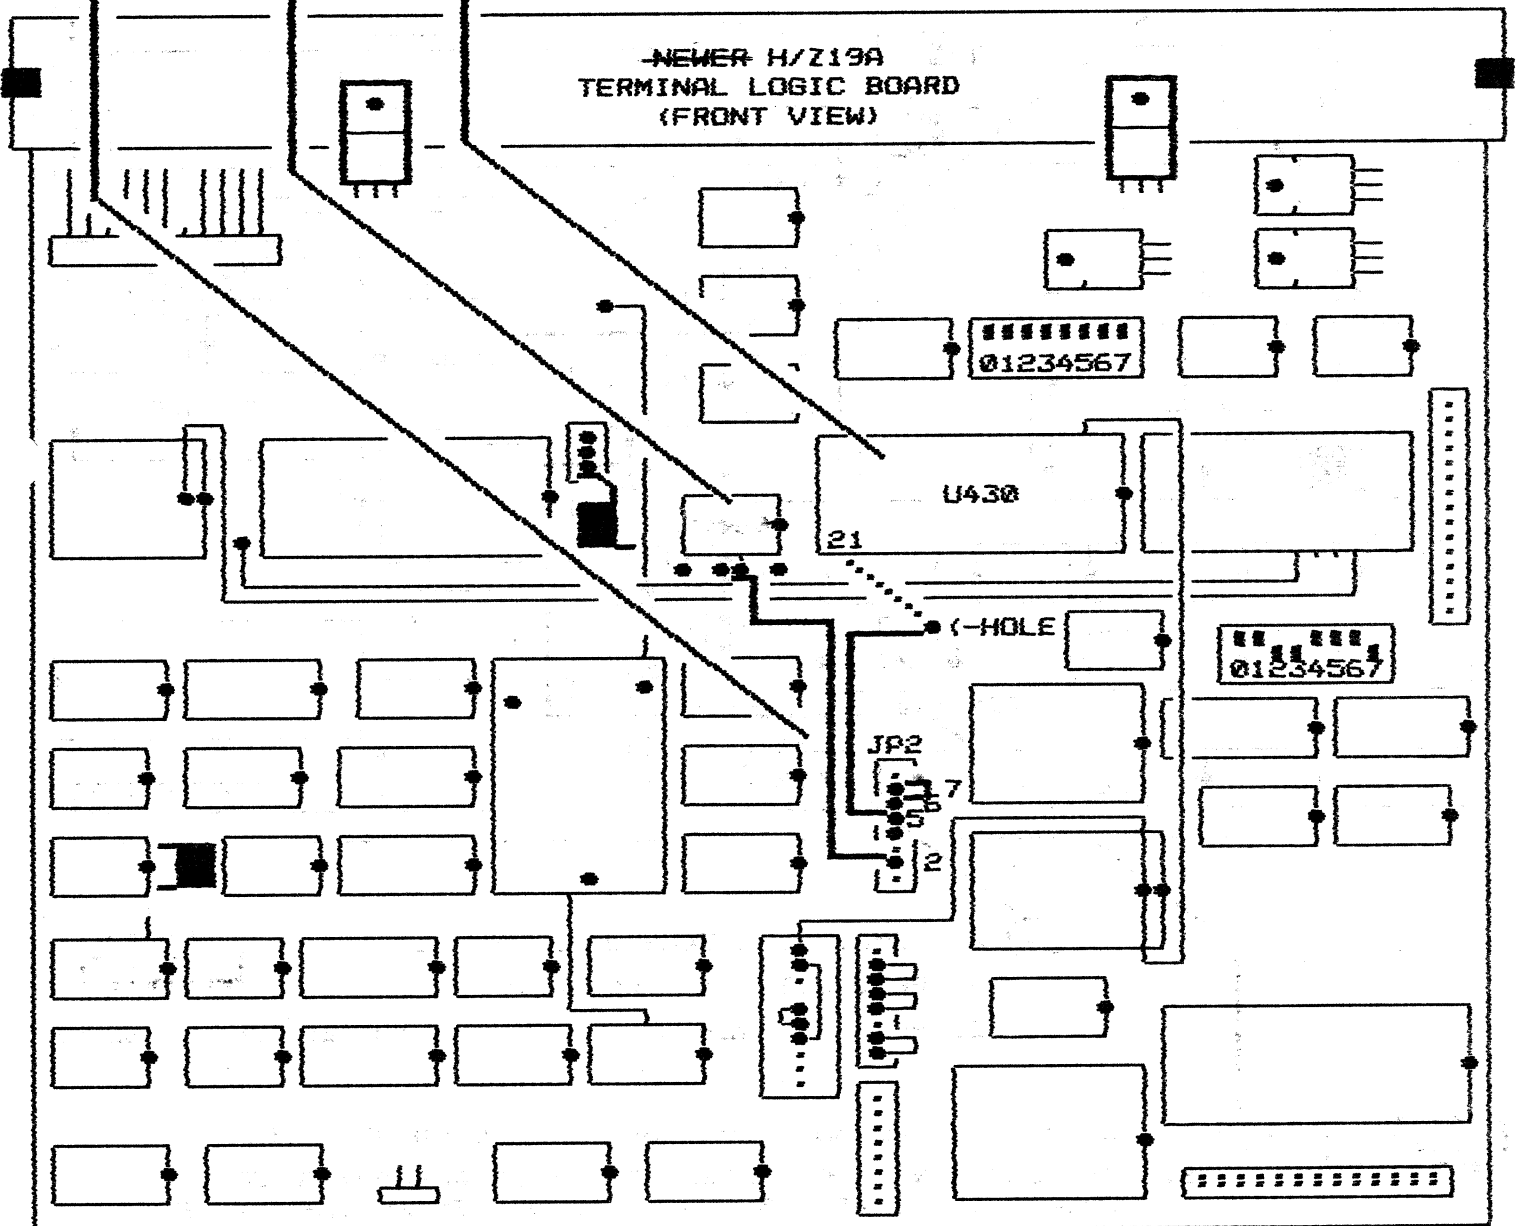 NEWER H/Z19A
TERMINAL LOGIC BOARD
(FRONT VIEW)
01234567
U430
21
(-HOLE
01234567
JP2
7
6
5
2